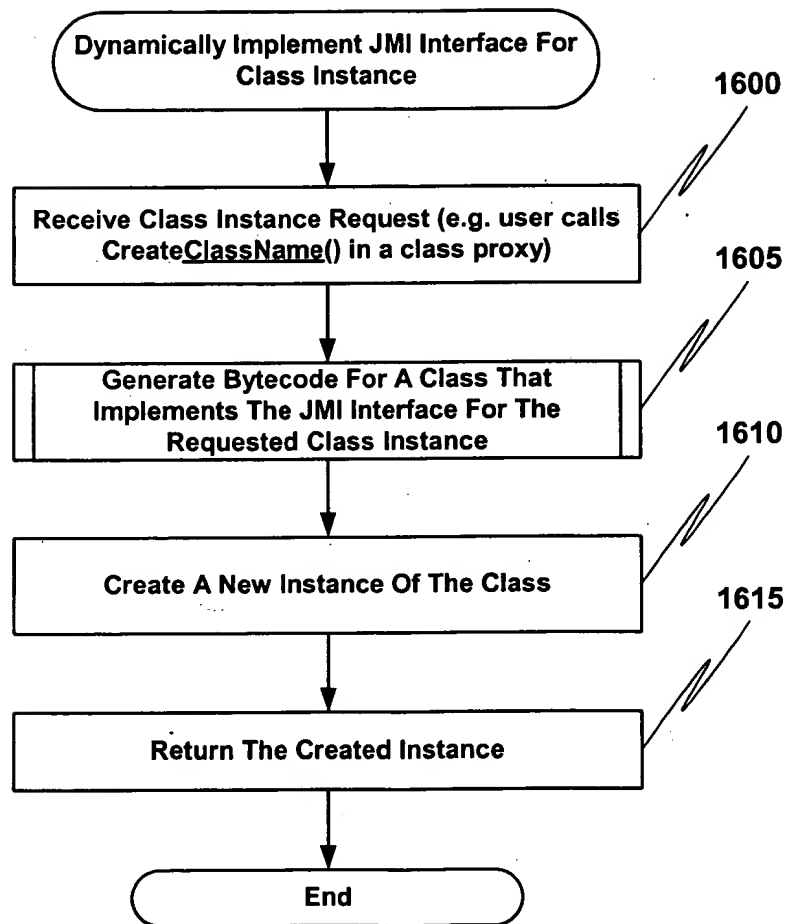 Dynamically Implement JMI Interface For
Class Instance
1600
Receive Class Instance Request (e.g. user calls
CreateClassName() in a class proxy)
1605
Generate Bytecode For A Class That
Implements The JMI Interface For The
Requested Class Instance
1610
Create A New Instance Of The Class
1615
Return The Created Instance
End